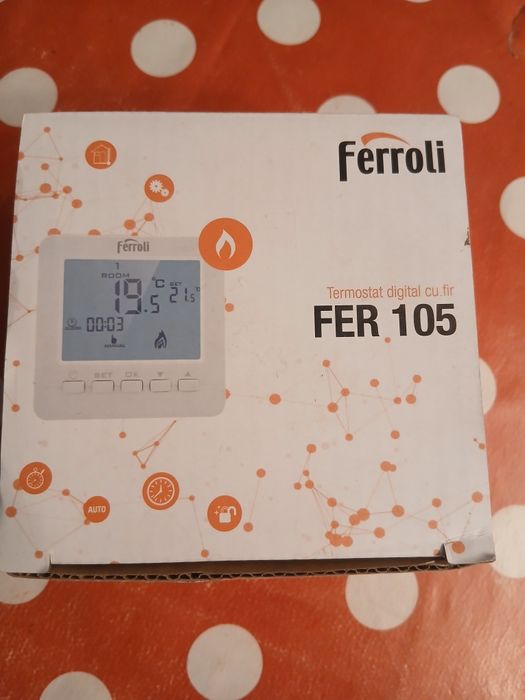 Ferroli
Termostat digital cu fir
FER 105
Ferroli
1
ROOM
19.5°C
SET
21.5°
00:03
MANUAL
SET OK ▼ ▲
AUTO